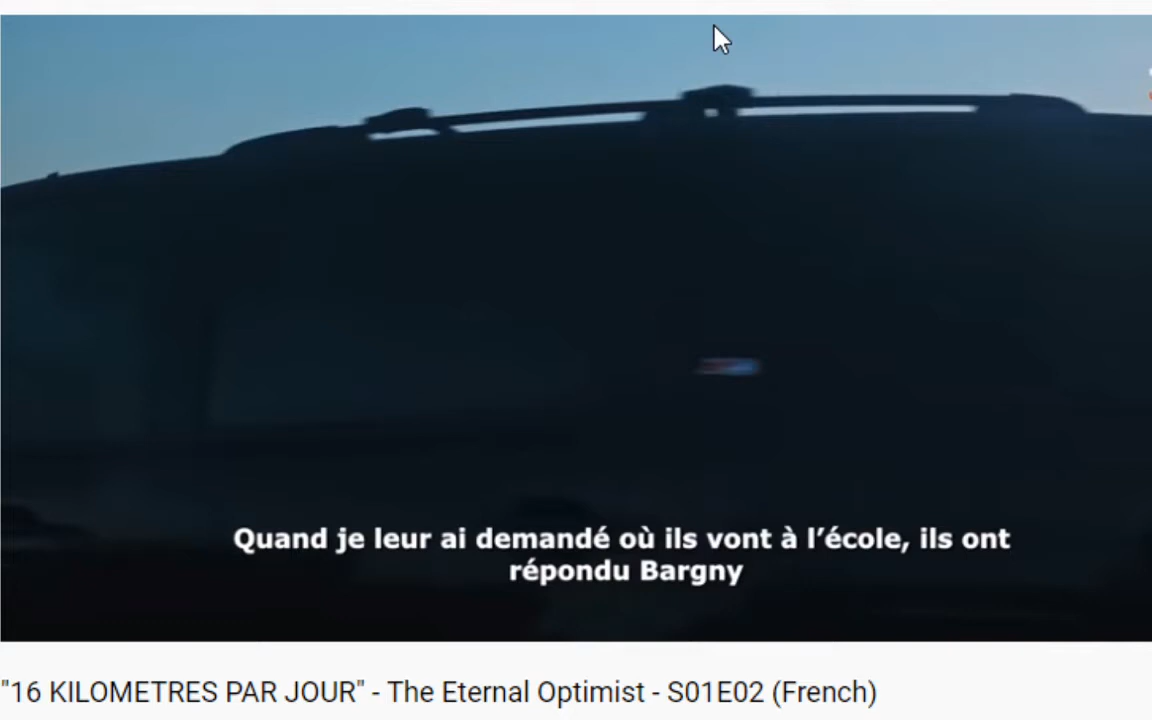 Quand je leur ai demandé où ils vont à l’école, ils ont
répondu Bargny
"16 KILOMETRES PAR JOUR" - The Eternal Optimist - S01E02 (French)